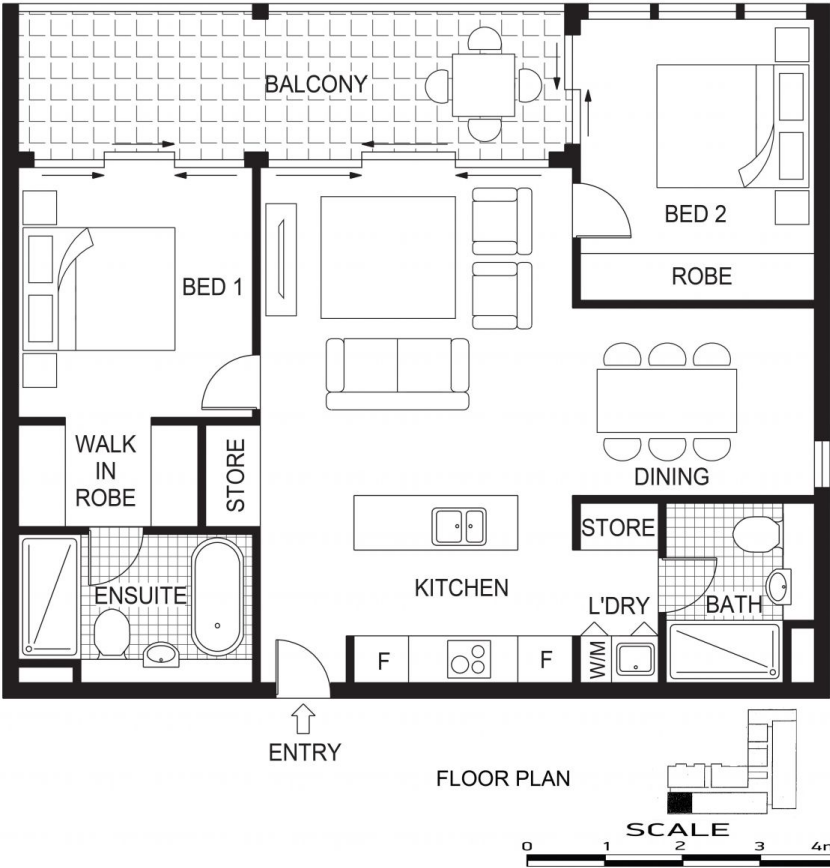 BALCONY
BED 2
ROBE
BED 1
WALK
IN
ROBE
STORE
DINING
STORE
ENSUITE
KITCHEN
L'DRY
BATH
F
F
W/M
ENTRY
FLOOR PLAN
SCALE
0 1 2 3 4m